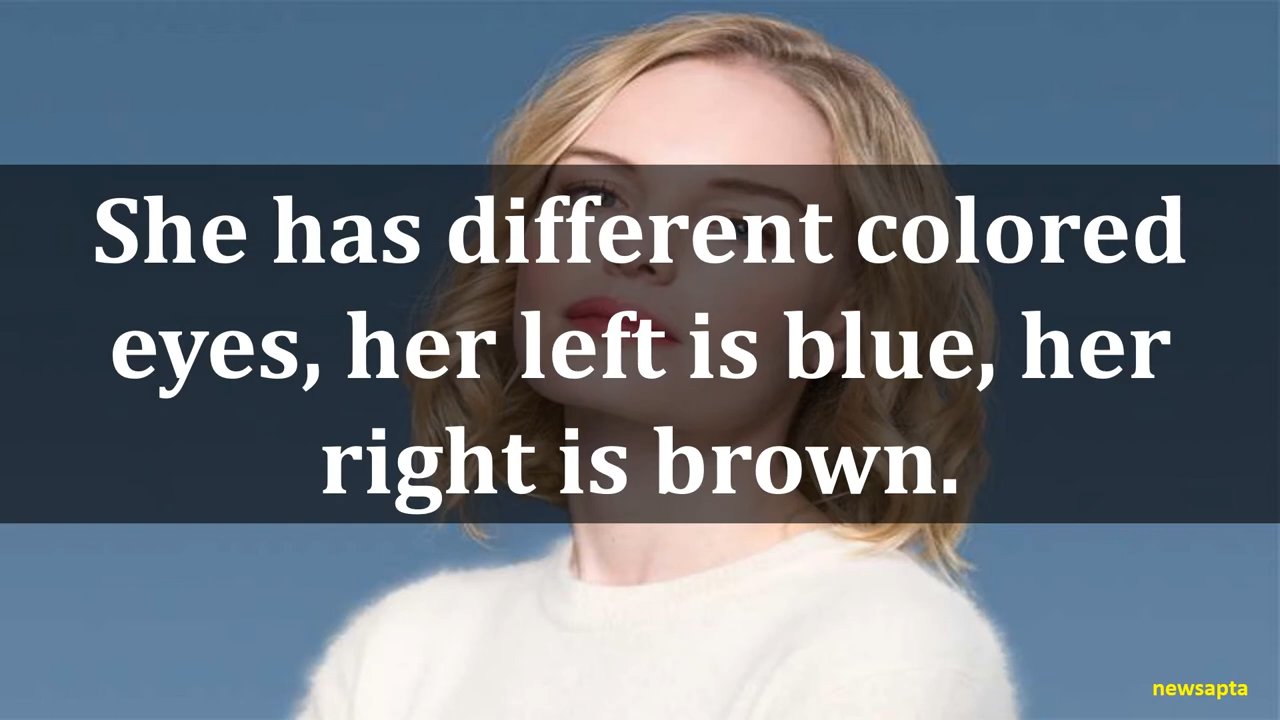 She has different colored
eyes, her left is blue, her
right is brown.
newsapta